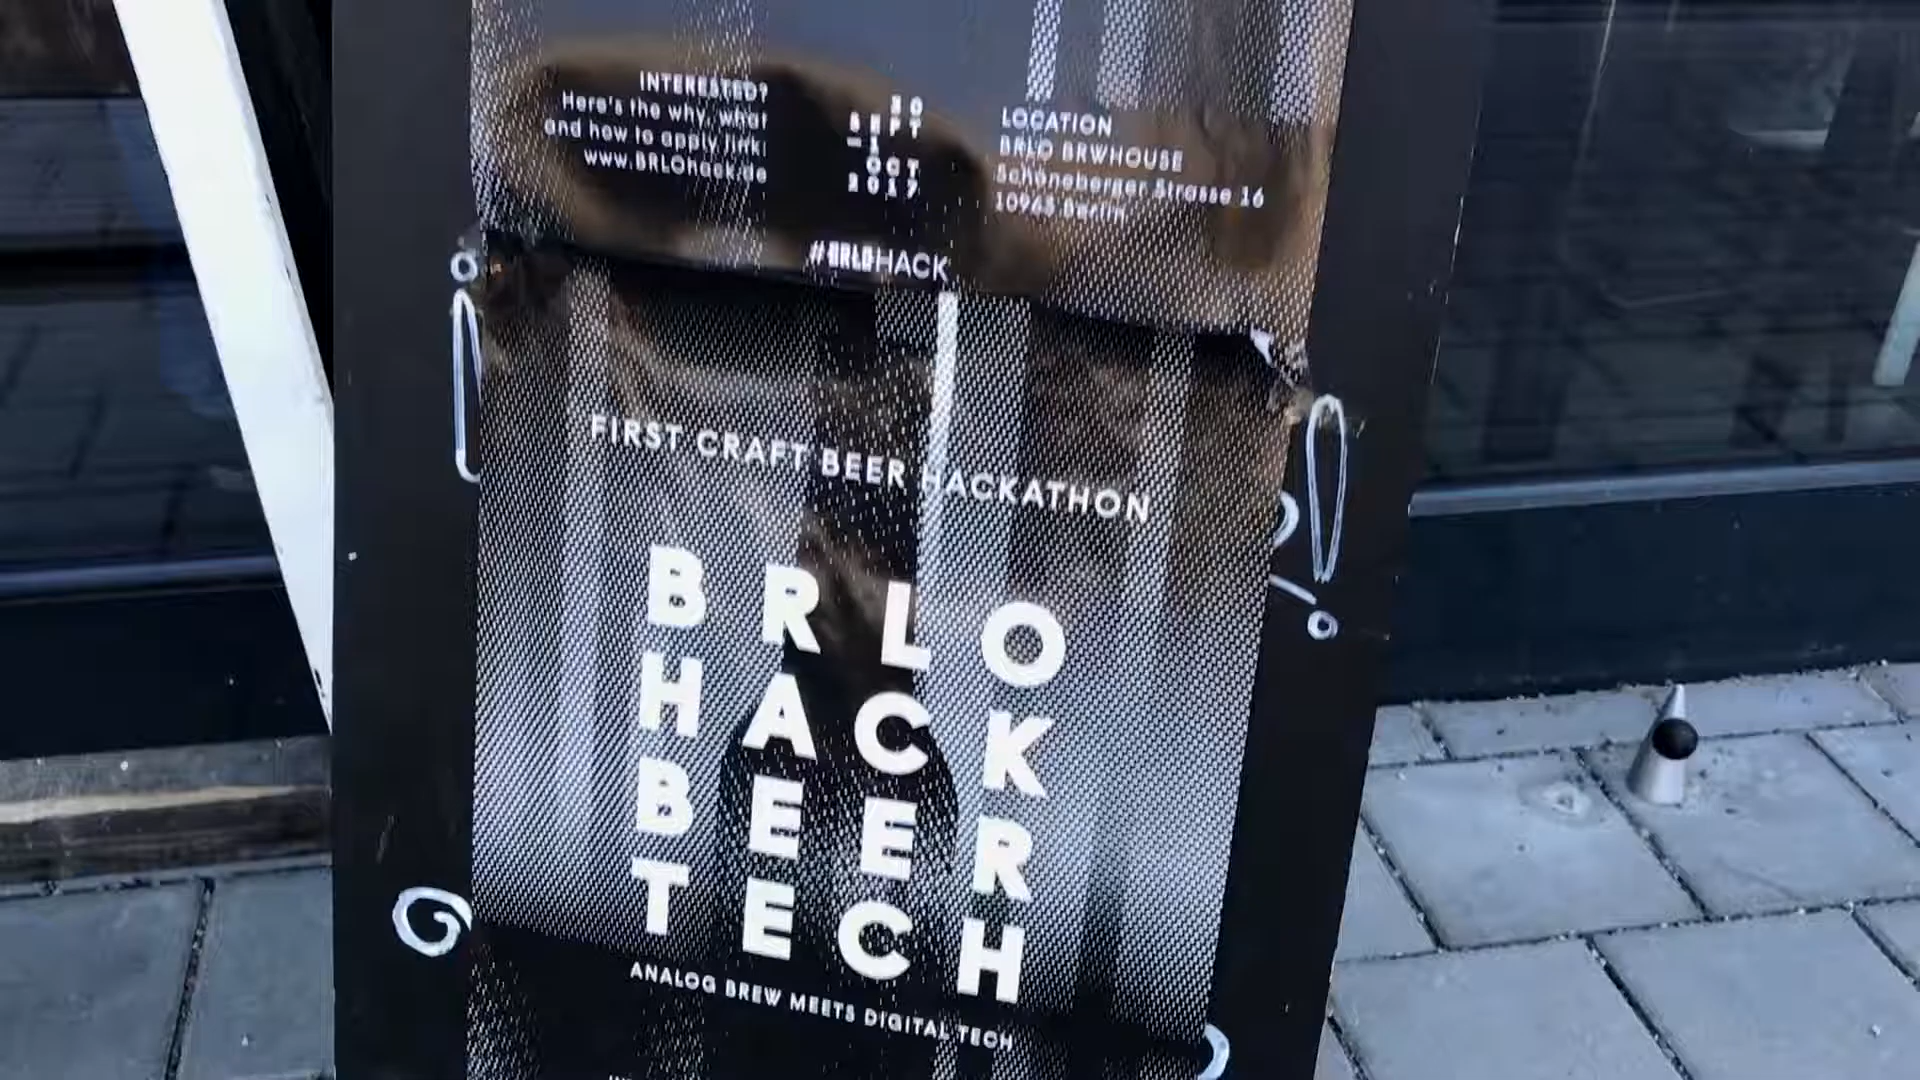 INTERESTED?
Here's the why, what
and how to apply link:
www.BRLOhack.de
30
SEPT
–1
OCT
2017
LOCATION
BRLO BRWHOUSE
Schöneberger Strasse 16
10963 Berlin
#BRLOHACK
FIRST CRAFT BEER HACKATHON
BRLO
HACK
BEER
TECH
ANALOG BREW MEETS DIGITAL TECH